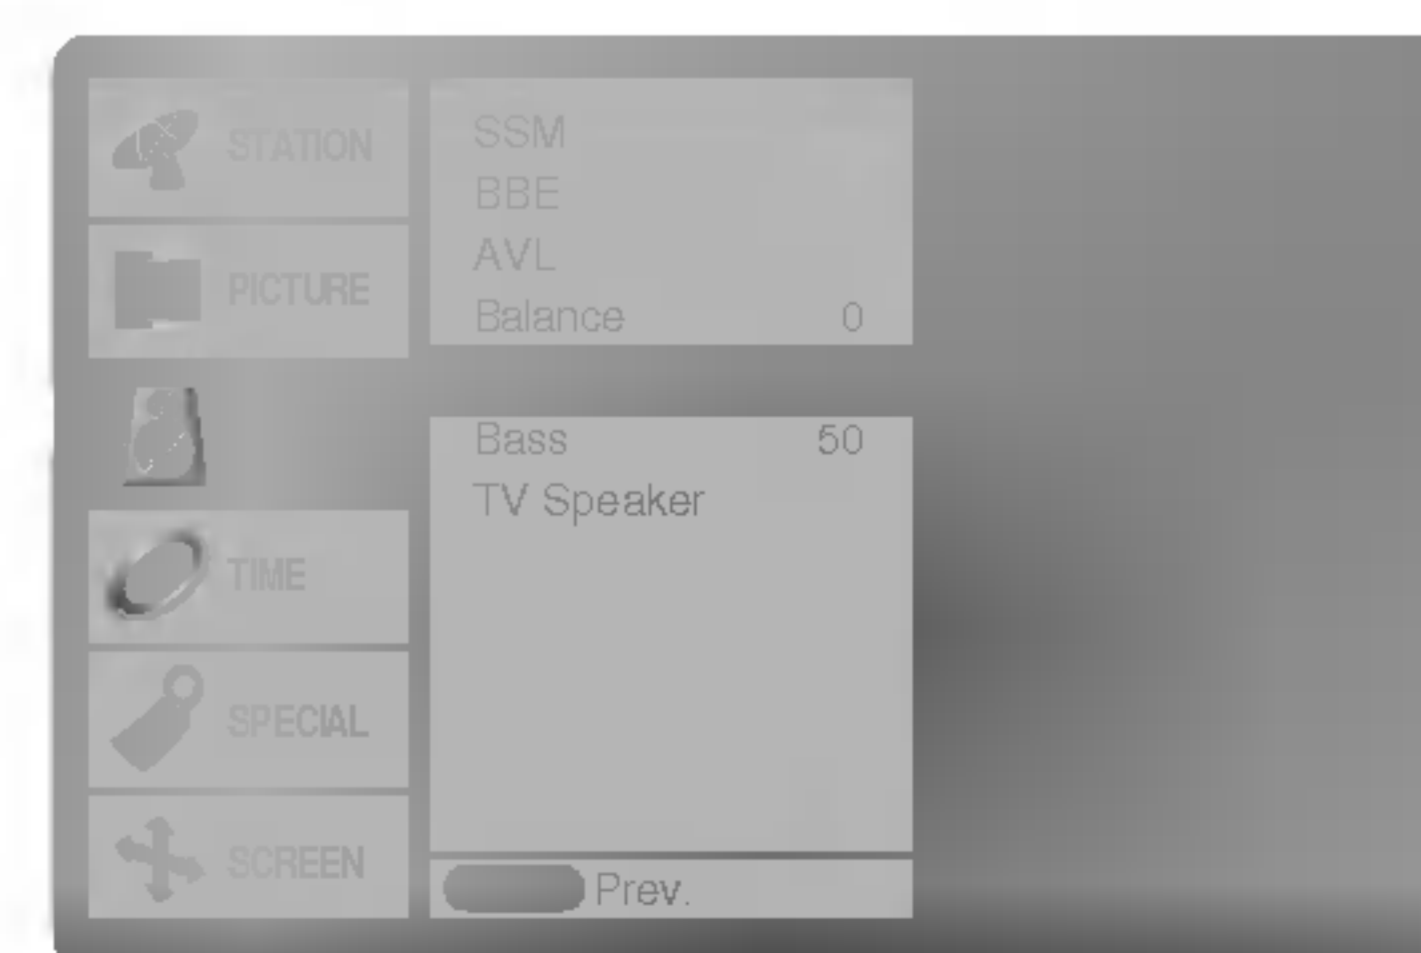 STATION
PICTURE
TIME
SPECIAL
SCREEN
SSM
BBE
AVL
Balance 0
Bass 50
TV Speaker
Prev.